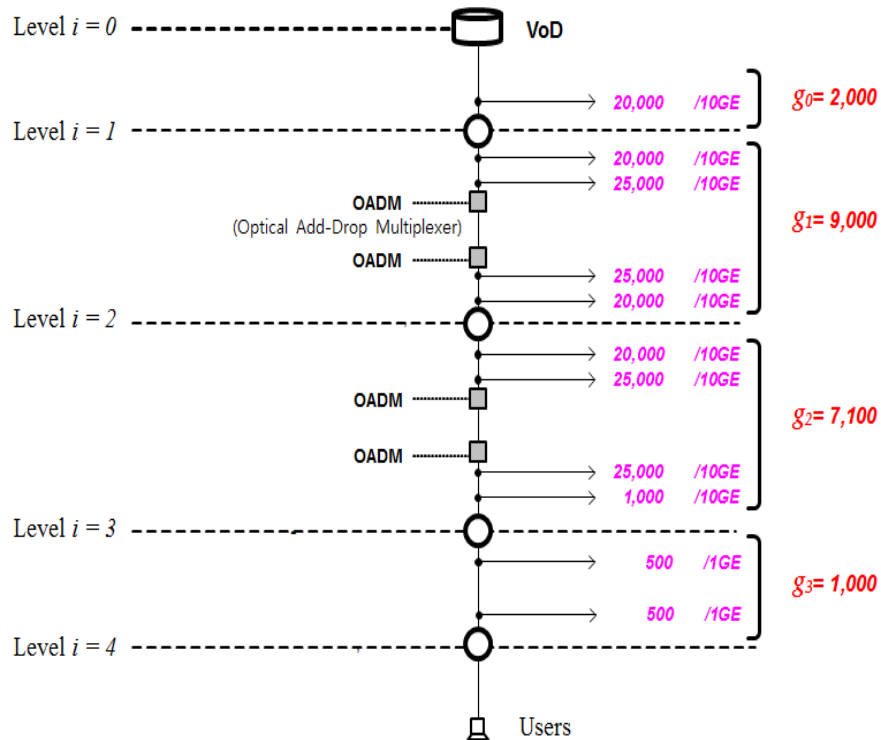 Level i = 0 VoD
20,000 /10GE g0= 2,000
Level i = 1
20,000 /10GE
25,000 /10GE
OADM
(Optical Add-Drop Multiplexer)
g1= 9,000
OADM
25,000 /10GE
20,000 /10GE
Level i = 2
20,000 /10GE
25,000 /10GE
OADM
g2= 7,100
OADM
25,000 /10GE
1,000 /10GE
Level i = 3
500 /1GE
g3= 1,000
500 /1GE
Level i = 4
Users